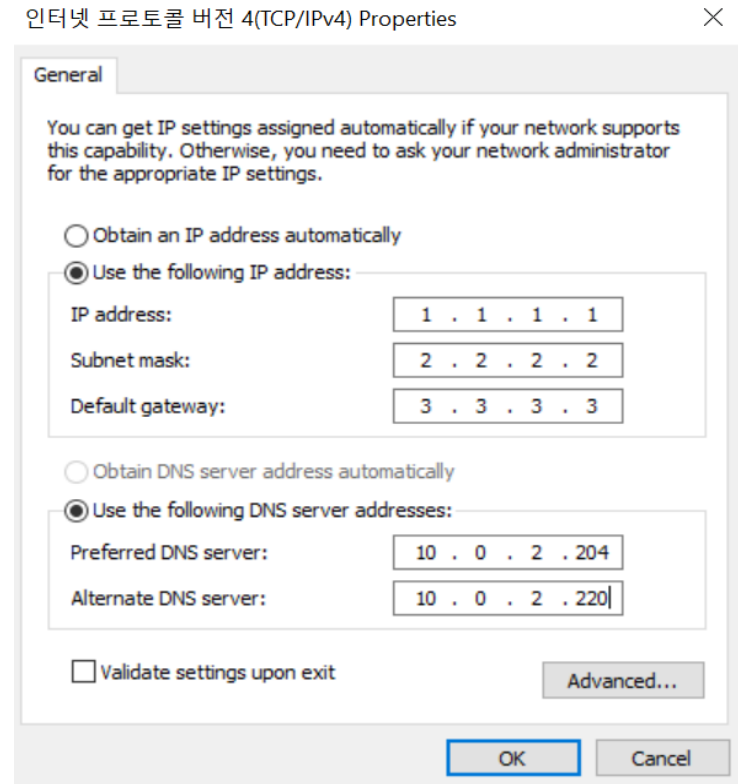 인터넷 프로토콜 버전 4(TCP/IPv4) Properties
General
You can get IP settings assigned automatically if your network supports
this capability. Otherwise, you need to ask your network administrator
for the appropriate IP settings.
Obtain an IP address automatically
Use the following IP address:
IP address: 1 . 1 . 1 . 1
Subnet mask: 2 . 2 . 2 . 2
Default gateway: 3 . 3 . 3 . 3
Obtain DNS server address automatically
Use the following DNS server addresses:
Preferred DNS server: 10 . 0 . 2 . 204
Alternate DNS server: 10 . 0 . 2 . 220
Validate settings upon exit
Advanced...
OK Cancel